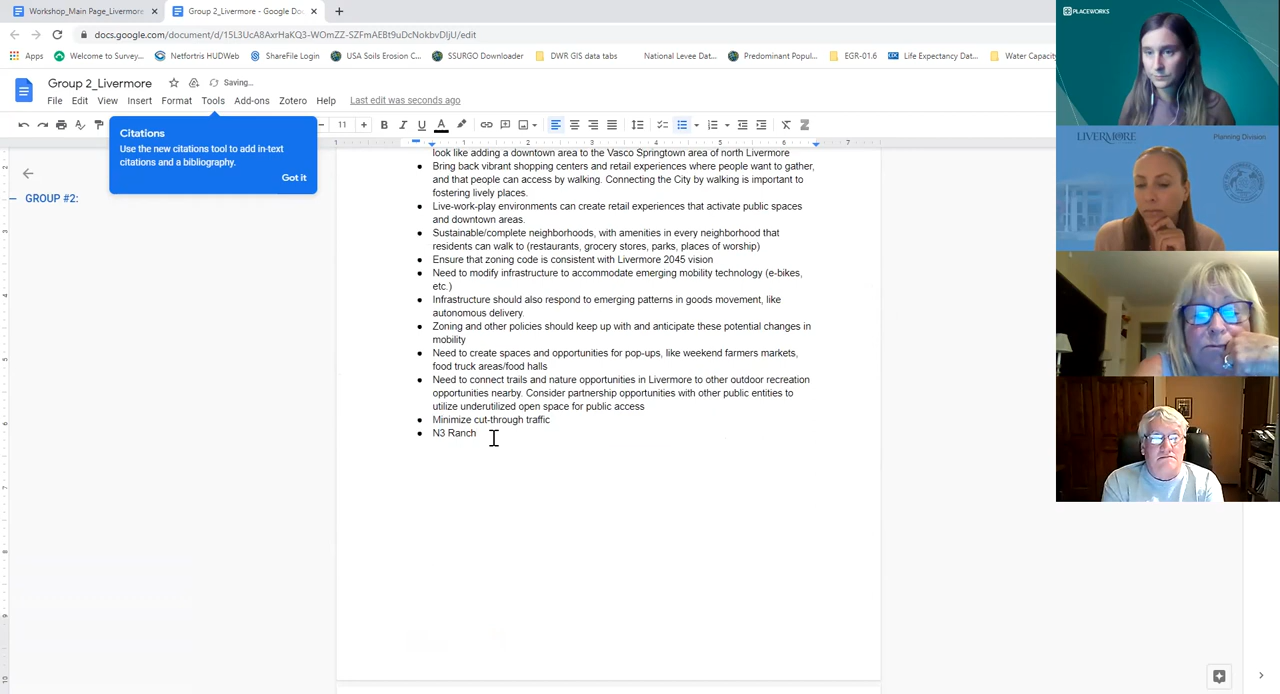 Workshop_Main Page_Livermore
Group 2_Livermore - Google Doc
docs.google.com/document/d/15L3UcA8AxrHaKQ3-WOmZZ-SZFmAEBt9uDcNokbvDIjU/edit
Apps
Welcome to Survey...
Netfortris HUDWeb
ShareFile Login
USA Soils Erosion C...
SSURGO Downloader
DWR GIS data tabs
National Levee Dat...
Predominant Popul...
EGR-01.6
Life Expectancy Dat...
Water Capacity
Group 2_Livermore
Saving...
File Edit View Insert Format Tools Add-ons Zotero Help Last edit was seconds ago
11
Citations
Use the new citations tool to add in-text
citations and a bibliography.
Got it
GROUP #2:
look like adding a downtown area to the Vasco Springtown area of north Livermore
Bring back vibrant shopping centers and retail experiences where people want to gather,
and that people can access by walking. Connecting the City by walking is important to
fostering lively places.
Live-work-play environments can create retail experiences that activate public spaces
and downtown areas.
Sustainable/complete neighborhoods, with amenities in every neighborhood that
residents can walk to (restaurants, grocery stores, parks, places of worship)
Ensure that zoning code is consistent with Livermore 2045 vision
Need to modify infrastructure to accommodate emerging mobility technology (e-bikes,
etc.)
Infrastructure should also respond to emerging patterns in goods movement, like
autonomous delivery.
Zoning and other policies should keep up with and anticipate these potential changes in
mobility
Need to create spaces and opportunities for pop-ups, like weekend farmers markets,
food truck areas/food halls
Need to connect trails and nature opportunities in Livermore to other outdoor recreation
opportunities nearby. Consider partnership opportunities with other public entities to
utilize underutilized open space for public access
Minimize cut-through traffic
N3 Ranch
PLACEWORKS
LIVERMORE
Planning Division